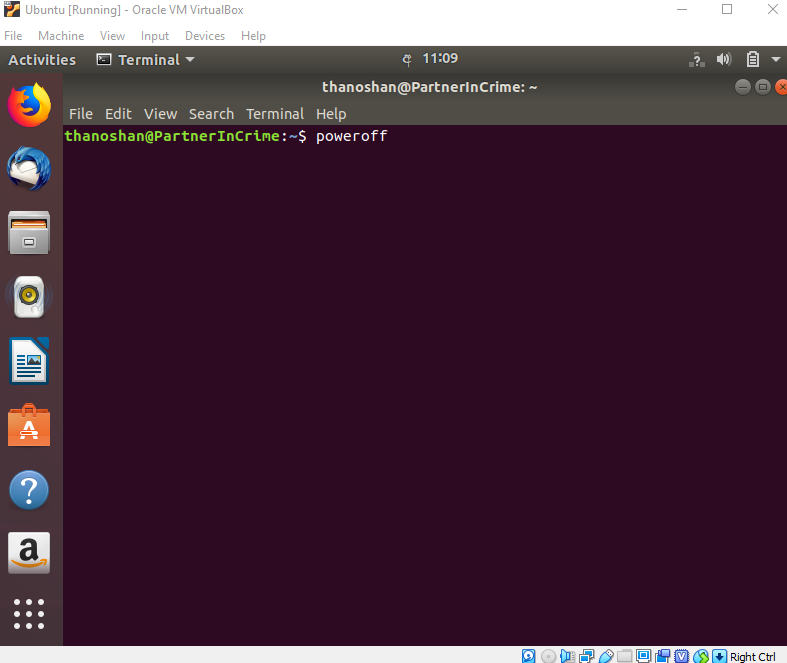 Ubuntu [Running] - Oracle VM VirtualBox
File Machine View Input Devices Help
Activities Terminal 11:09
thanoshan@PartnerInCrime: ~
File Edit View Search Terminal Help
thanoshan@PartnerInCrime:~$ poweroff
Right Ctrl